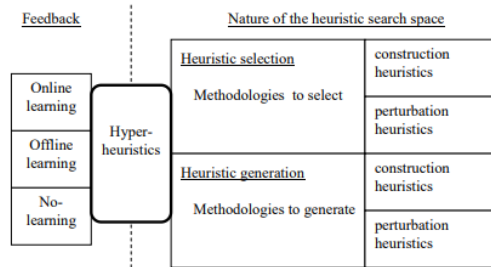 Feedback
Nature of the heuristic search space
Online
learning
Offline
learning
No-
learning
Hyper-
heuristics
Heuristic selection
Methodologies to select
construction
heuristics
perturbation
heuristics
Heuristic generation
Methodologies to generate
construction
heuristics
perturbation
heuristics